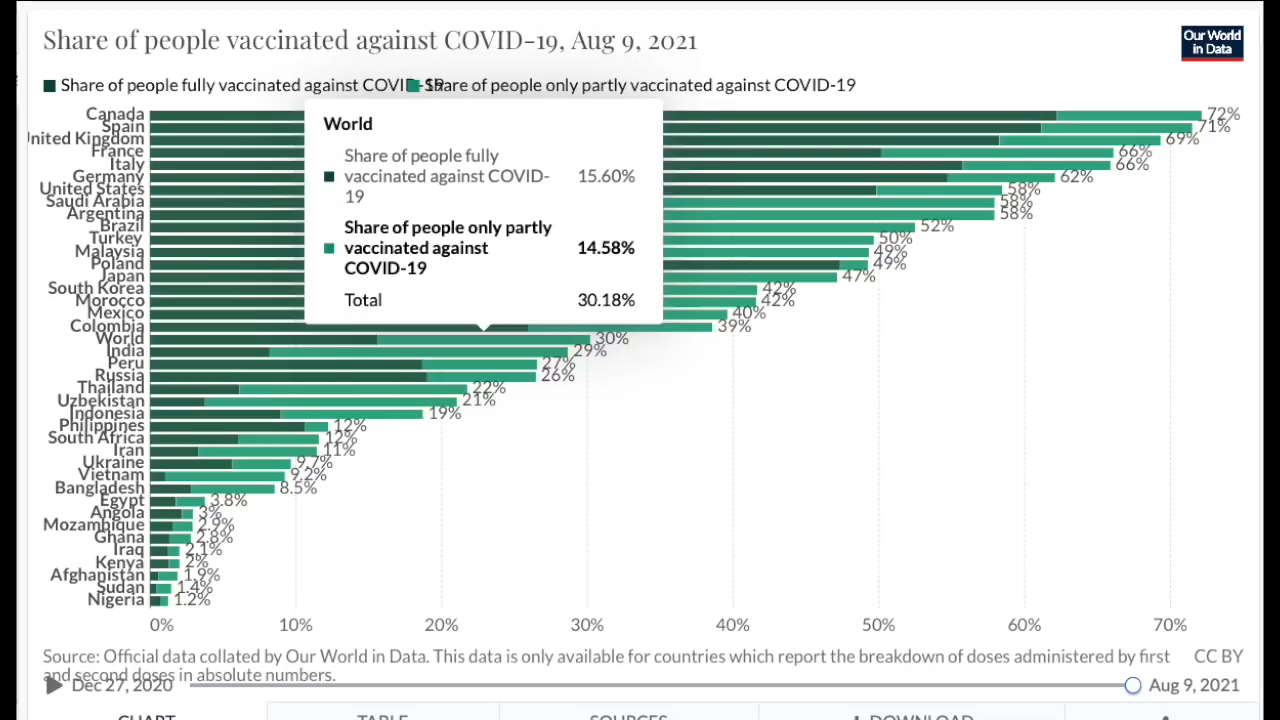 Share of people vaccinated against COVID-19, Aug 9, 2021
Our World
in Data
Share of people fully vaccinated against COVID-19
Share of people only partly vaccinated against COVID-19
World
Share of people fully
vaccinated against COVID-
19
15.60%
Share of people only partly
vaccinated against
COVID-19
14.58%
Total 30.18%
Canada 72%
Spain 71%
United Kingdom 69%
France 66%
Italy 66%
Germany 62%
United States 58%
Saudi Arabia 58%
Argentina 58%
Brazil 52%
Turkey 50%
Malaysia 49%
Poland 49%
Japan 47%
South Korea 42%
Morocco 42%
Mexico 40%
Colombia 39%
World 30%
India 29%
Peru 27%
Russia 26%
Thailand 22%
Uzbekistan 21%
Indonesia 19%
Philippines 12%
South Africa 12%
Iran 11%
Ukraine 9.7%
Vietnam 9.2%
Bangladesh 8.5%
Egypt 3.8%
Angola 3%
Mozambique 2.9%
Ghana 2.8%
Iraq 2.1%
Kenya 2%
Afghanistan 1.9%
Sudan 1.4%
Nigeria 1.2%
0% 10% 20% 30% 40% 50% 60% 70%
Source: Official data collated by Our World in Data. This data is only available for countries which report the breakdown of doses administered by first
and second doses in absolute numbers.
CC BY
Dec 27, 2020 Aug 9, 2021
CHART TABLE SOURCES DOWNLOAD